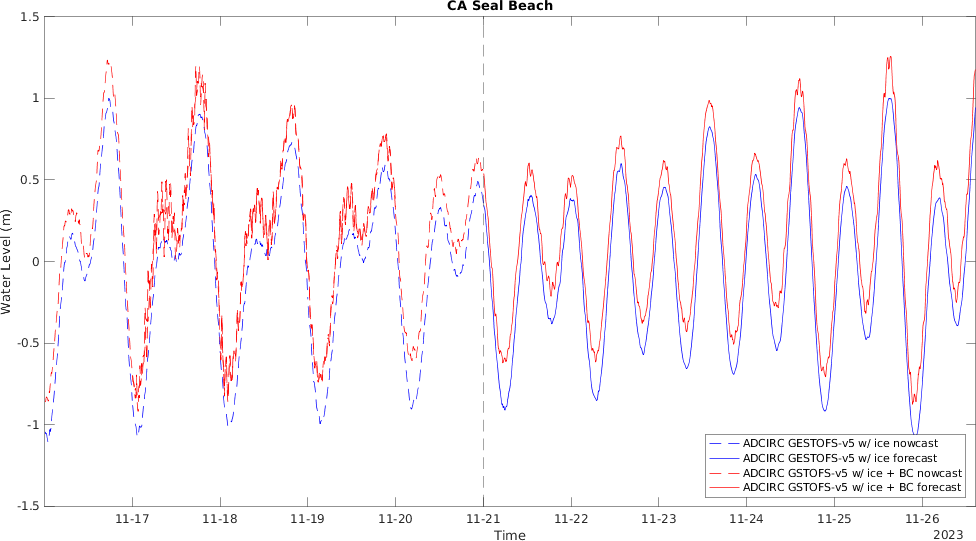 CA Seal Beach
1.5
1
0.5
0
-0.5
-1
-1.5
Water Level (m)
11-17 11-18 11-19 11-20 11-21 11-22 11-23 11-24 11-25 11-26
Time
2023
ADCIRC GESTOFS-v5 w/ ice nowcast
ADCIRC GESTOFS-v5 w/ ice forecast
ADCIRC GSTOFS-v5 w/ ice + BC nowcast
ADCIRC GSTOFS-v5 w/ ice + BC forecast